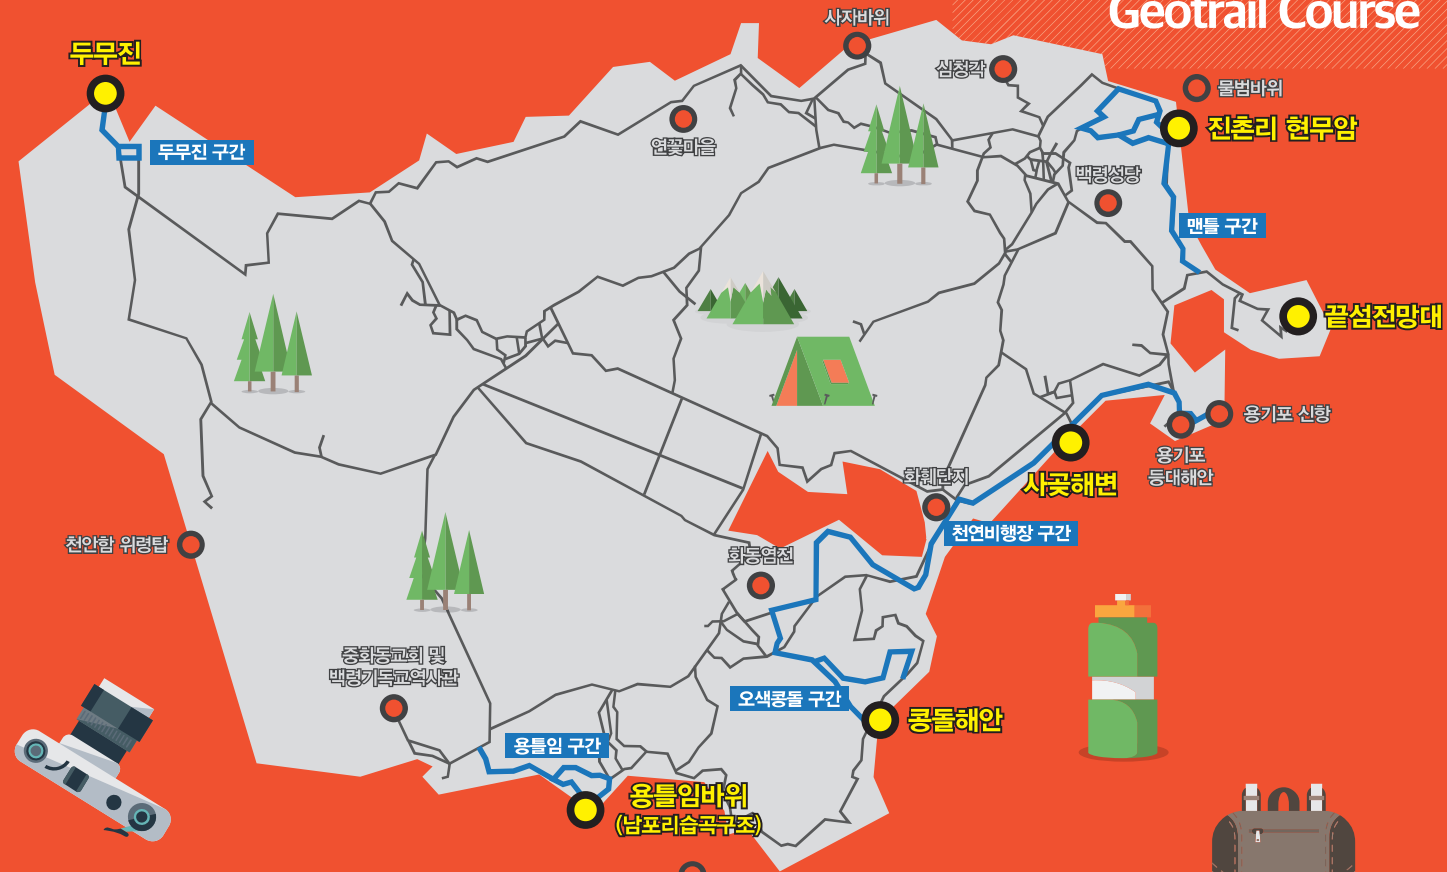 Geotrail Course
사자바위
두무진
심청각
물범바위
진촌리 현무암
연꽃마을
두무진 구간
백령성당
맨틀 구간
끝섬전망대
용기포 신항
용기포
등대해안
화훼단지
사곶해변
천연비행장 구간
천안함 위령탑
화동염전
중화동교회 및
백령기독교역사관
오색콩돌 구간
콩돌해안
용틀임 구간
용틀임바위
(남포리습곡구조)